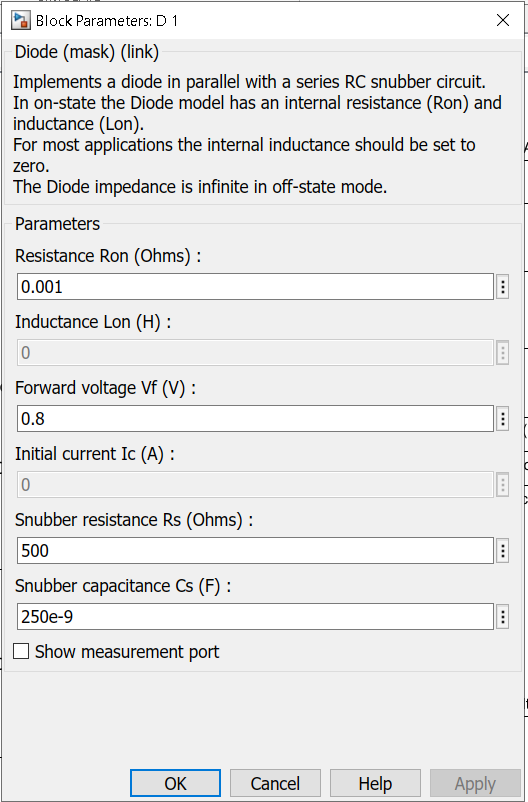 Block Parameters: D 1
Diode (mask) (link)
Implements a diode in parallel with a series RC snubber circuit.
In on-state the Diode model has an internal resistance (Ron) and
inductance (Lon).
For most applications the internal inductance should be set to
zero.
The Diode impedance is infinite in off-state mode.
Parameters
Resistance Ron (Ohms) :
0.001
Inductance Lon (H) :
0
Forward voltage Vf (V) :
0.8
Initial current Ic (A) :
0
Snubber resistance Rs (Ohms) :
500
Snubber capacitance Cs (F) :
250e-9
Show measurement port
OK Cancel Help Apply